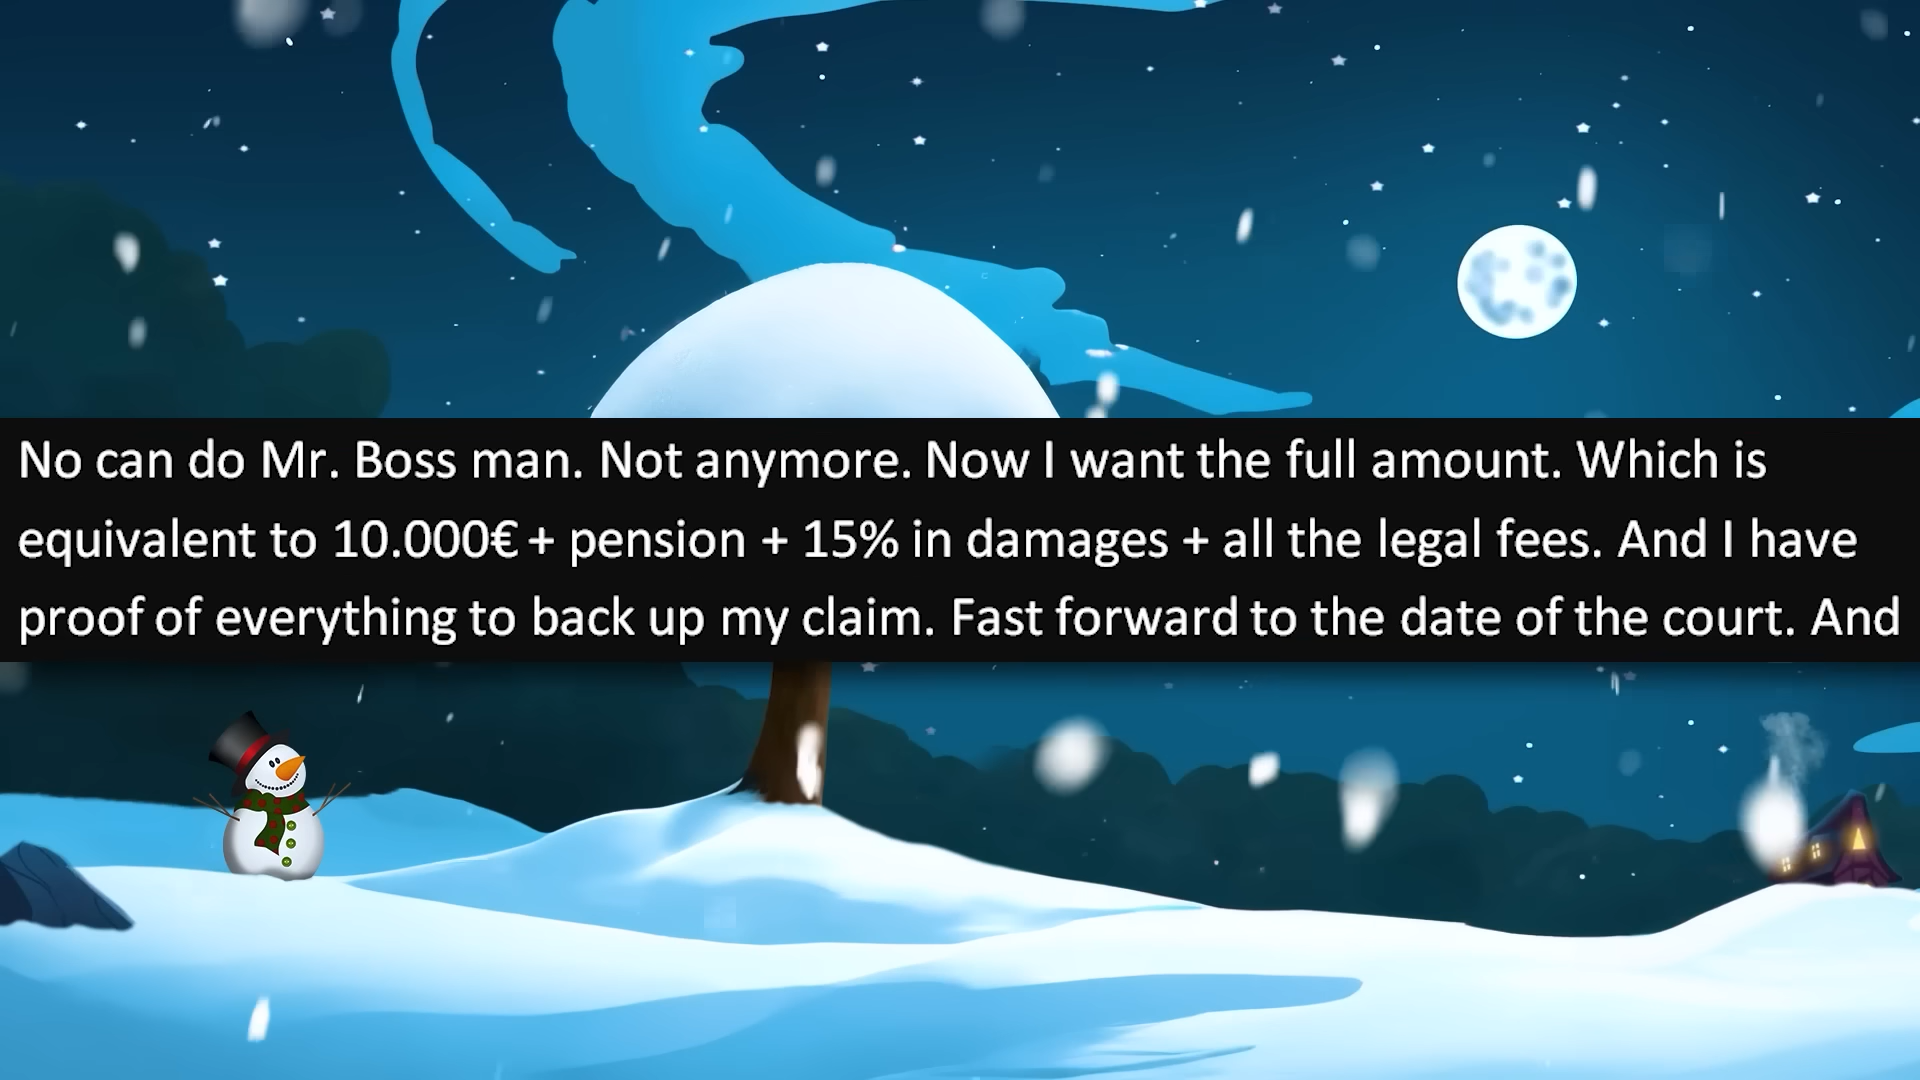 No can do Mr. Boss man. Not anymore. Now I want the full amount. Which is
equivalent to 10.000€ + pension + 15% in damages + all the legal fees. And I have
proof of everything to back up my claim. Fast forward to the date of the court. And